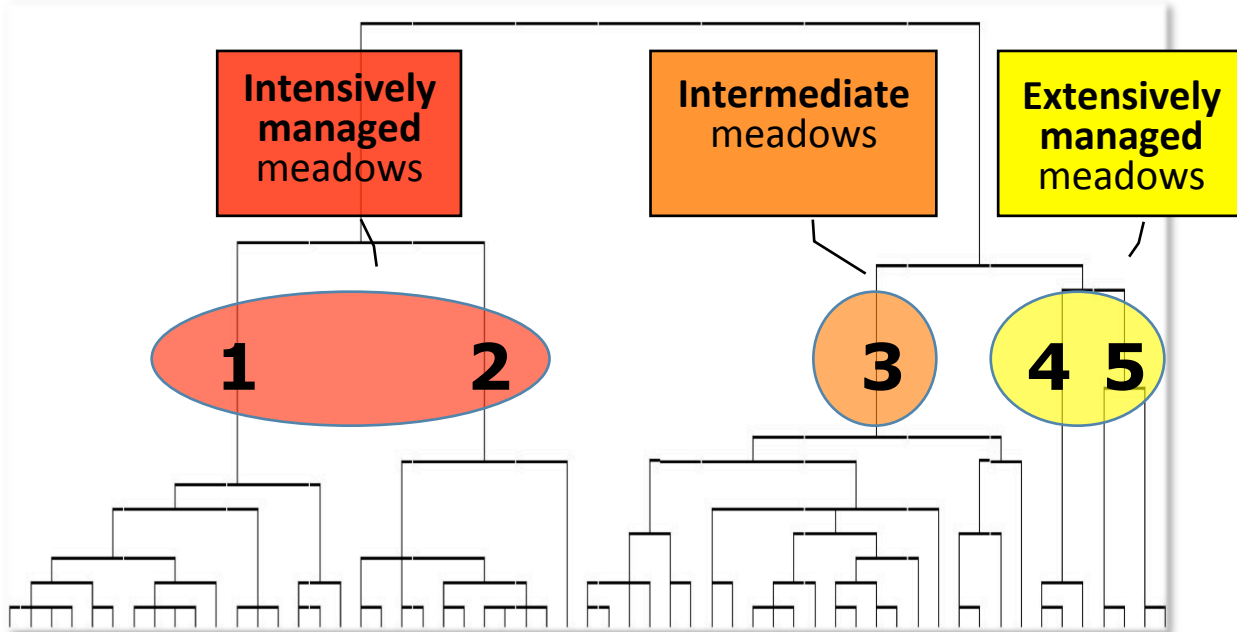 Intensively
managed
meadows
Intermediate
meadows
Extensively
managed
meadows
1 2 3 4 5